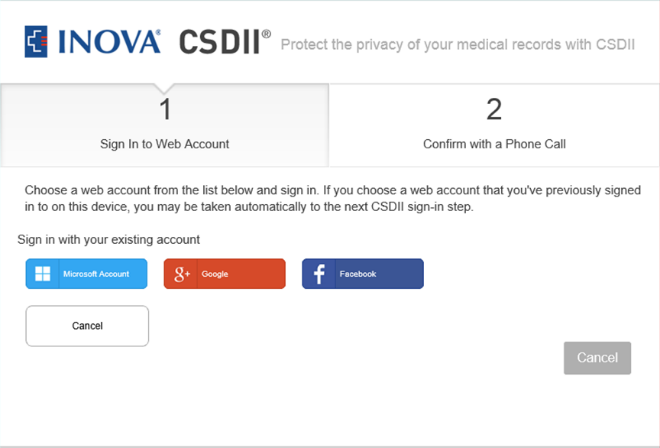 INOVA® CSDII® Protect the privacy of your medical records with CSDII
1
Sign In to Web Account
2
Confirm with a Phone Call
Choose a web account from the list below and sign in. If you choose a web account that you've previously signed
in to on this device, you may be taken automatically to the next CSDII sign-in step.
Sign in with your existing account
Microsoft Account
g+ Google
f Facebook
Cancel
Cancel